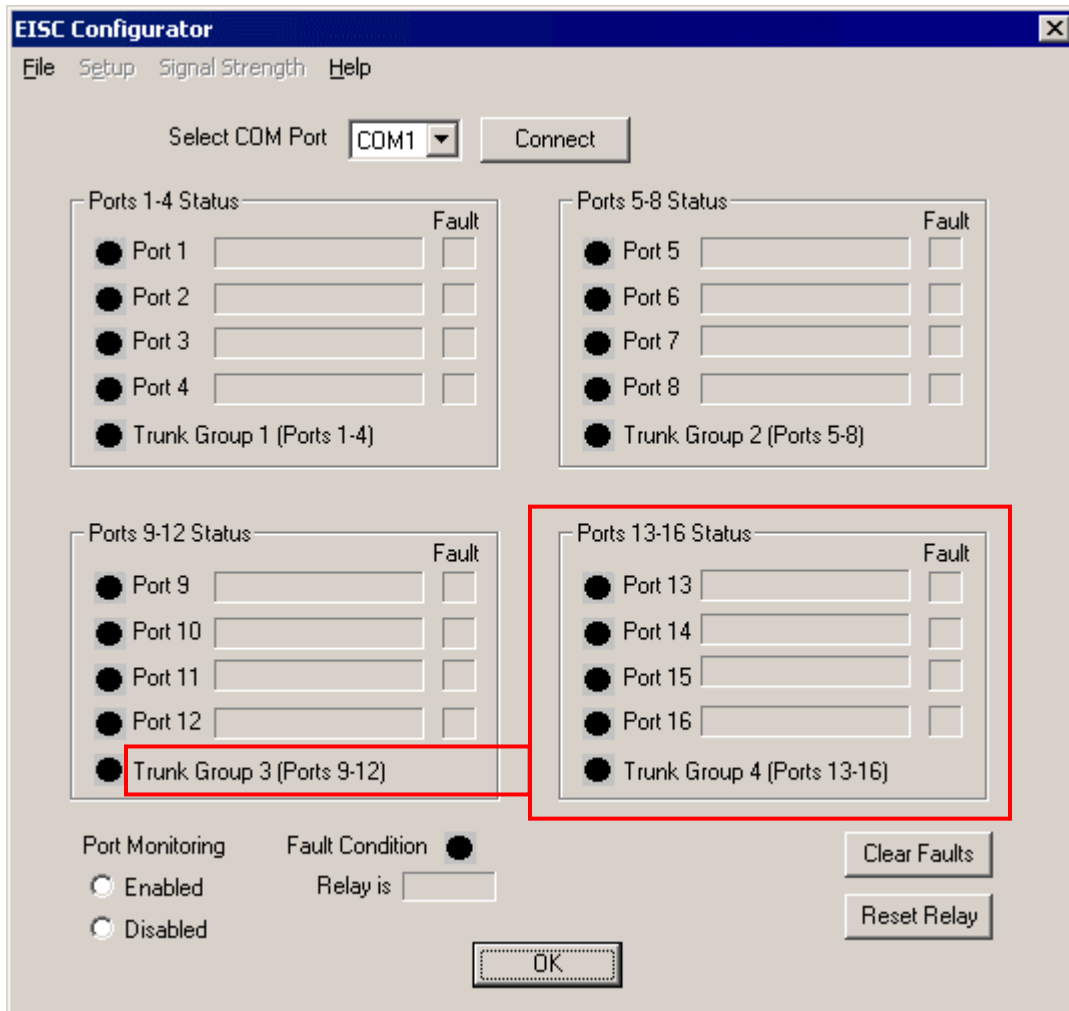 EISC Configurator
File Setup Signal Strength Help
Select COM Port COM1 Connect
Ports 1-4 Status
Fault
Port 1
Port 2
Port 3
Port 4
Trunk Group 1 (Ports 1-4)
Ports 5-8 Status
Fault
Port 5
Port 6
Port 7
Port 8
Trunk Group 2 (Ports 5-8)
Ports 9-12 Status
Fault
Port 9
Port 10
Port 11
Port 12
Trunk Group 3 (Ports 9-12)
Ports 13-16 Status
Fault
Port 13
Port 14
Port 15
Port 16
Trunk Group 4 (Ports 13-16)
Port Monitoring
Enabled
Disabled
Fault Condition
Relay is
Clear Faults
Reset Relay
OK